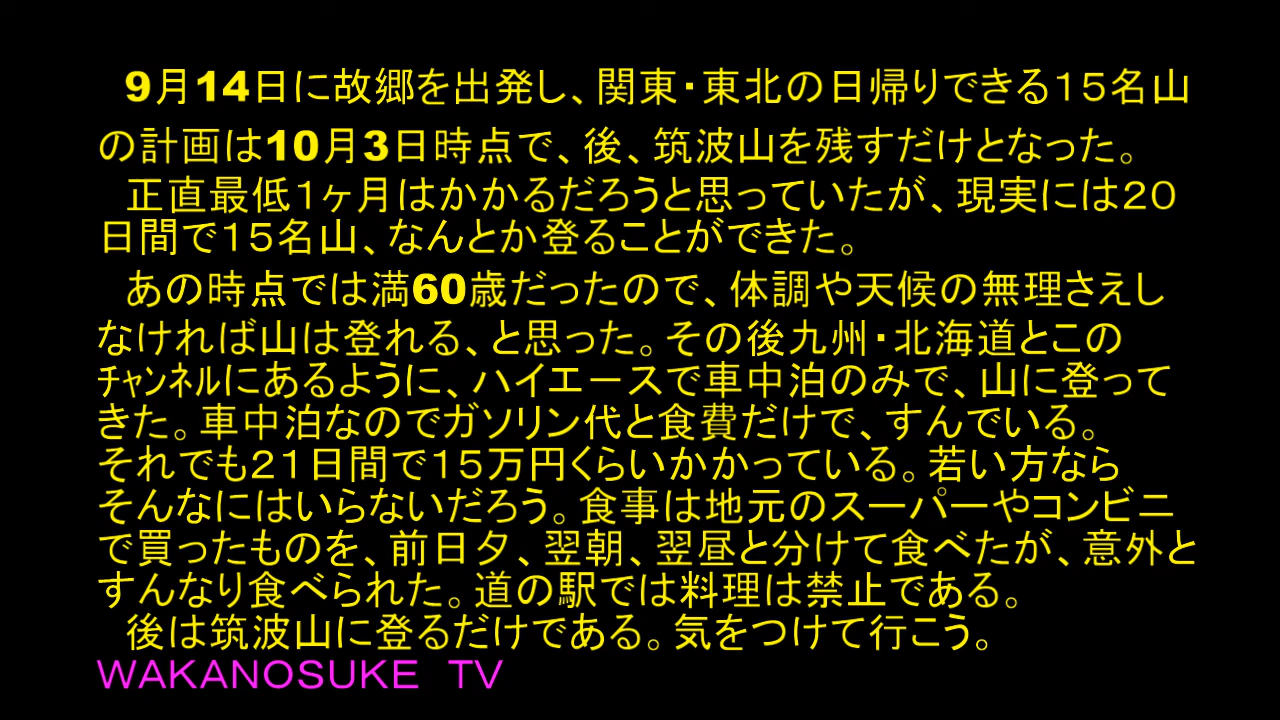 9月14日に故郷を出発し、関東・東北の日帰りできる１５名山
の計画は10月3日時点で、後、筑波山を残すだけとなった。
正直最低１ヶ月はかかるだろうと思っていたが、現実には２０
日間で１５名山、なんとか登ることができた。
あの時点では満60歳だったので、体調や天候の無理さえし
なければ山は登れる、と思った。その後九州・北海道とこの
ﾁｬﾝﾈﾙにあるように、ハイエースで車中泊のみで、山に登って
きた。車中泊なのでガソリン代と食費だけで、すんでいる。
それでも２１日間で１５万円くらいかかっている。若い方なら
そんなにはいらないだろう。食事は地元のスーパーやコンビニ
で買ったものを、前日夕、翌朝、翌昼と分けて食べたが、意外と
すんなり食べられた。道の駅では料理は禁止である。
後は筑波山に登るだけである。気をつけて行こう。
WAKANOSUKE TV